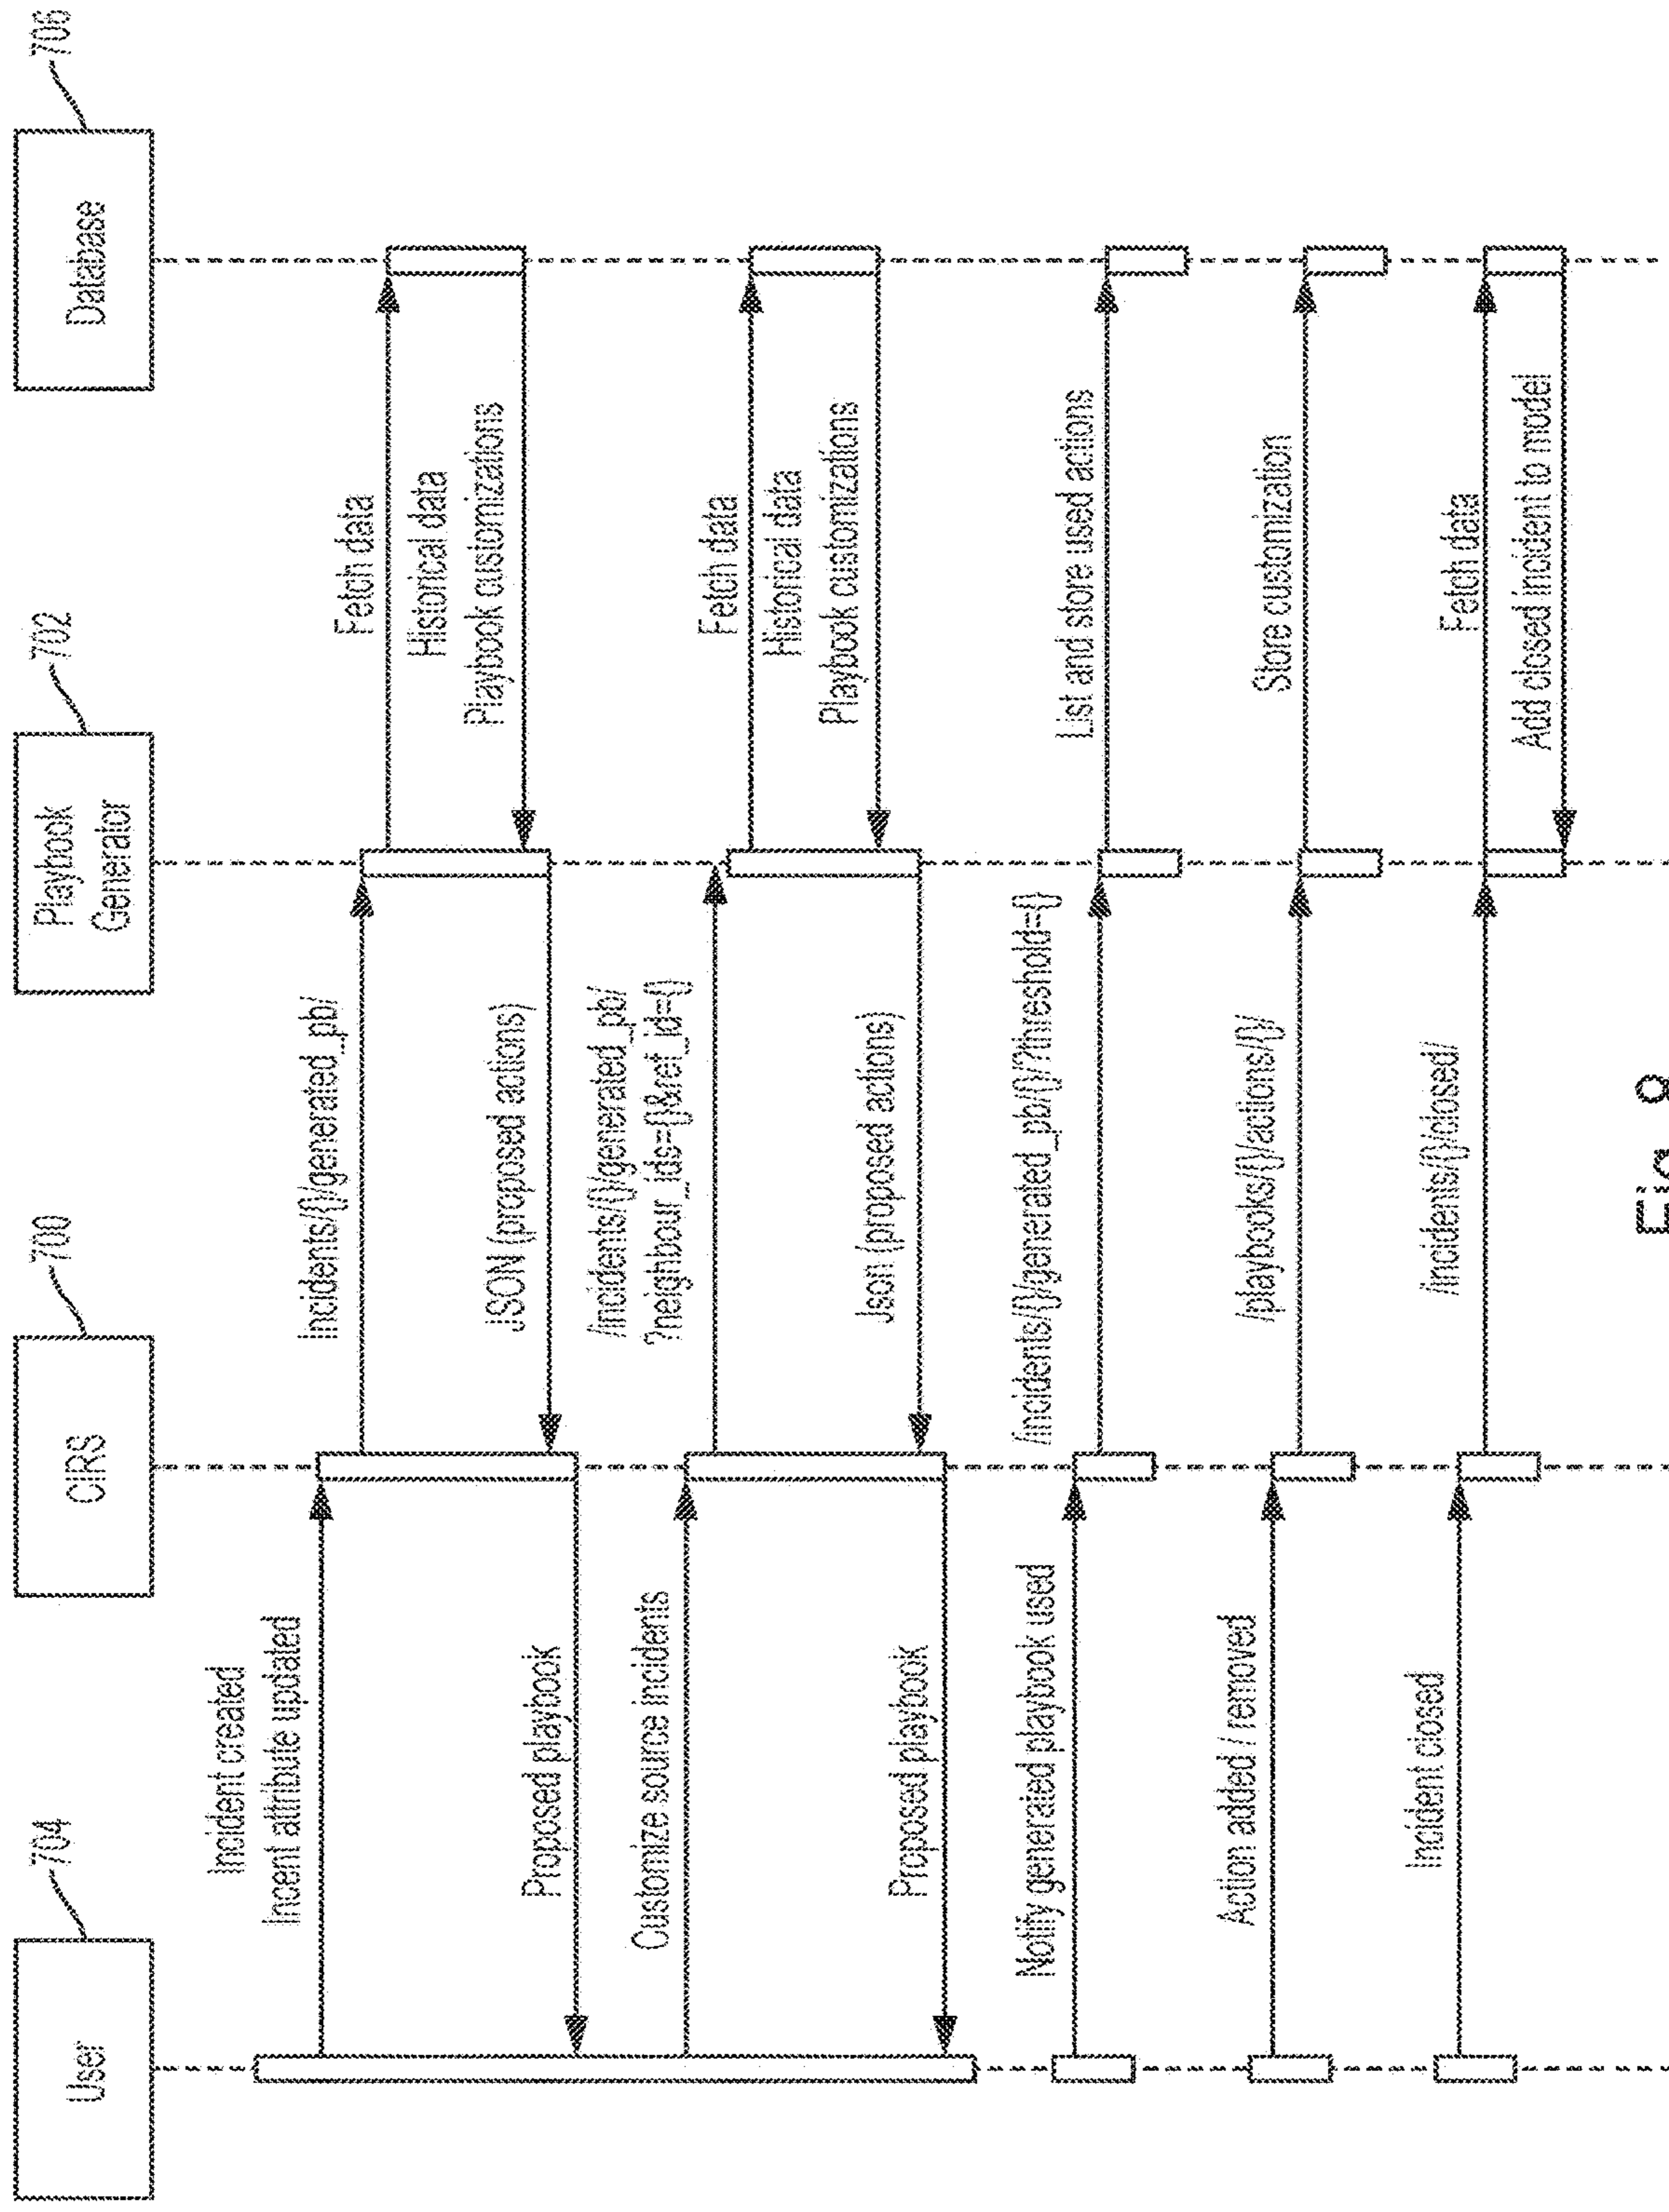 User
704
CIRS
700
Playbook
Generator
702
Database
706
Incident created
Incent attribute updated
Incidents/{}/generated_pb/
Fetch data
Historical data
Playbook customizations
JSON (proposed actions)
Proposed playbook
Customize source incidents
/incidents/{}/generated_pb/
?neighbour_ids={}&ref_id={}
Fetch data
Historical data
Playbook customizations
Json (proposed actions)
Proposed playbook
Notify generated playbook used
/incidents/{}/generated_pb/{}/?threshold={}
List and store used actions
Action added / removed
/playbooks/{}/actions/{}/
Store customization
Incident closed
/incidents/{}/closed/
Fetch data
Add closed incident to model
Fig. 8